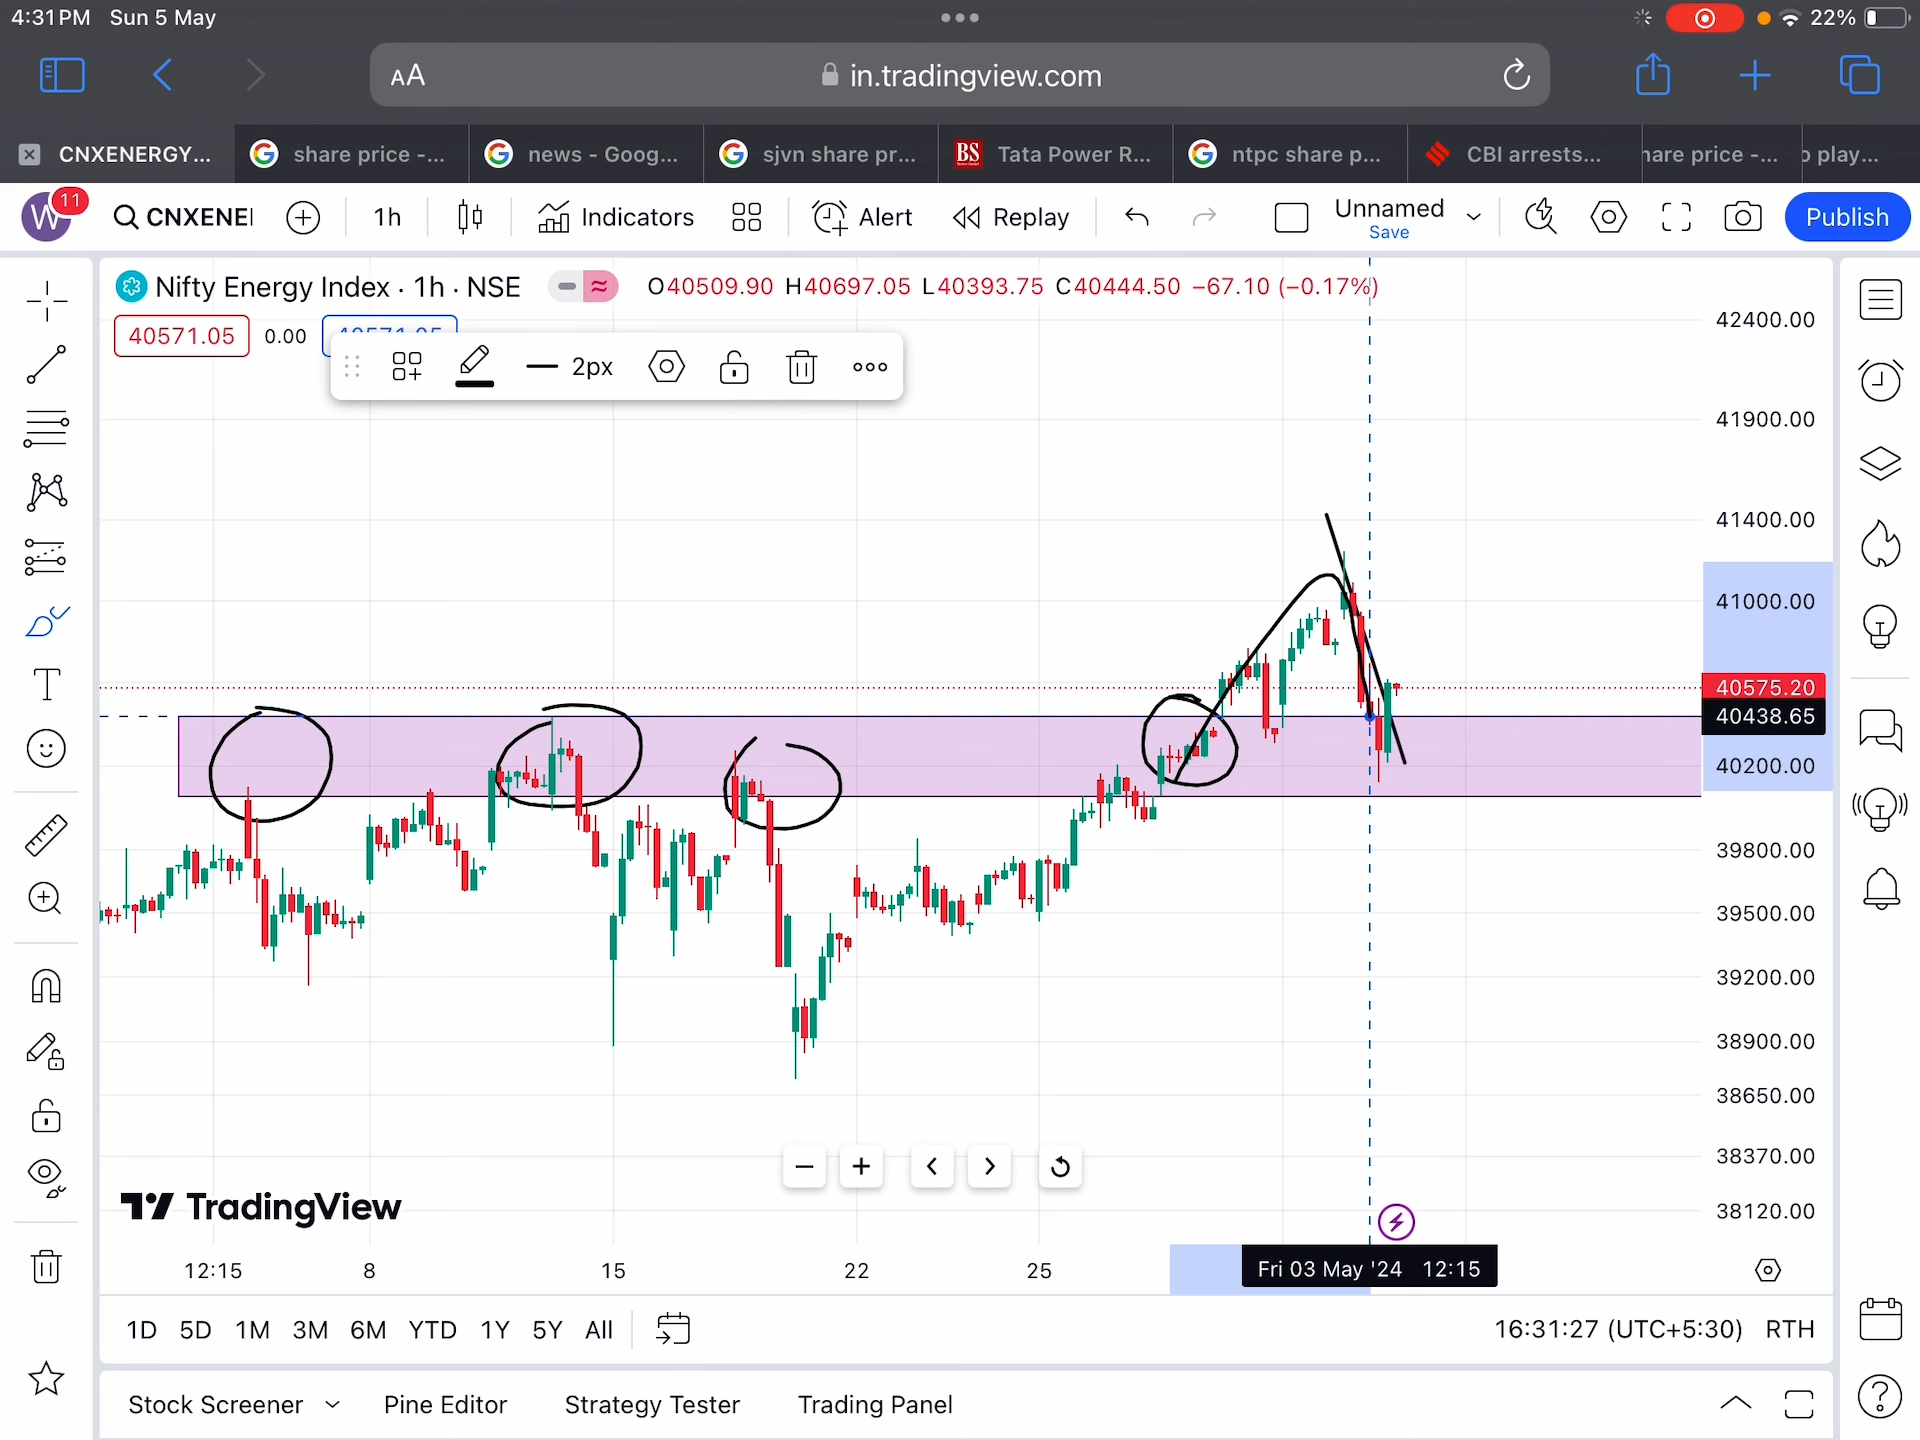 4:31 PM Sun 5 May
22%
AA in.tradingview.com
CNXENERGY... share price -... news - Goog... sjvn share pr... BS Tata Power R... ntpc share p... CBI arrests... hare price -... play...
W 11 CNXENE 1h Indicators Alert Replay Unnamed Publish
Save
Nifty Energy Index · 1h · NSE O40509.90 H40697.05 L40393.75 C40444.50 −67.10 (−0.17%)
40571.05 0.00 40571.05
2px
42400.00
41900.00
41400.00
41000.00
40575.20
40438.65
40200.00
39800.00
39500.00
39200.00
38900.00
38650.00
38370.00
38120.00
TradingView
12:15 8 15 22 25 Fri 03 May '24 12:15
1D 5D 1M 3M 6M YTD 1Y 5Y All 16:31:27 (UTC+5:30) RTH
Stock Screener Pine Editor Strategy Tester Trading Panel